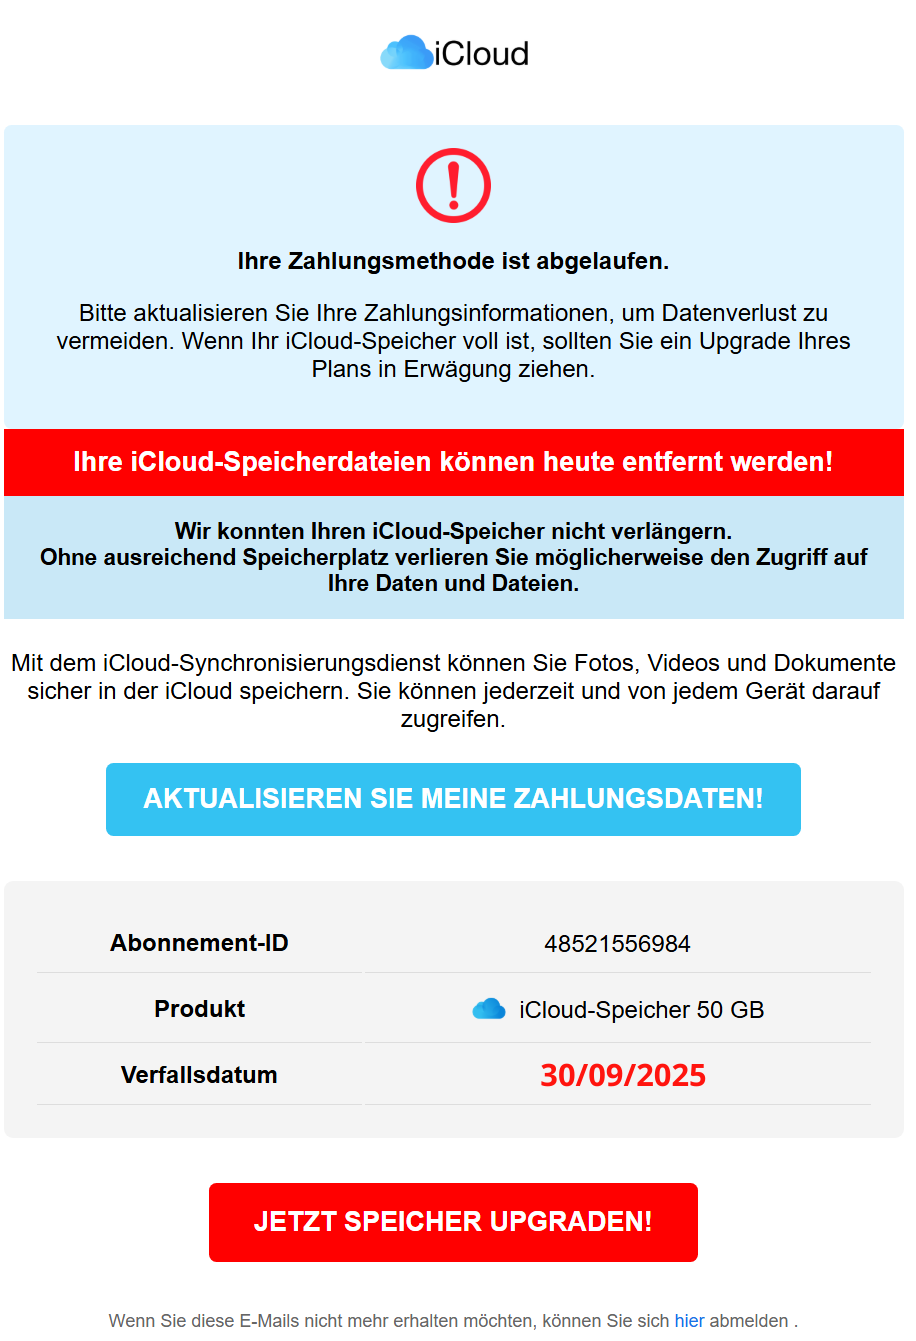 iCloud
Ihre Zahlungsmethode ist abgelaufen.
Bitte aktualisieren Sie Ihre Zahlungsinformationen, um Datenverlust zu
vermeiden. Wenn Ihr iCloud-Speicher voll ist, sollten Sie ein Upgrade Ihres
Plans in Erwägung ziehen.
Ihre iCloud-Speicherdateien können heute entfernt werden!
Wir konnten Ihren iCloud-Speicher nicht verlängern.
Ohne ausreichend Speicherplatz verlieren Sie möglicherweise den Zugriff auf
Ihre Daten und Dateien.
Mit dem iCloud-Synchronisierungsdienst können Sie Fotos, Videos und Dokumente
sicher in der iCloud speichern. Sie können jederzeit und von jedem Gerät darauf
zugreifen.
AKTUALISIEREN SIE MEINE ZAHLUNGSDATEN!
Abonnement-ID 48521556984
Produkt iCloud-Speicher 50 GB
Verfallsdatum 30/09/2025
JETZT SPEICHER UPGRADEN!
Wenn Sie diese E-Mails nicht mehr erhalten möchten, können Sie sich hier abmelden .